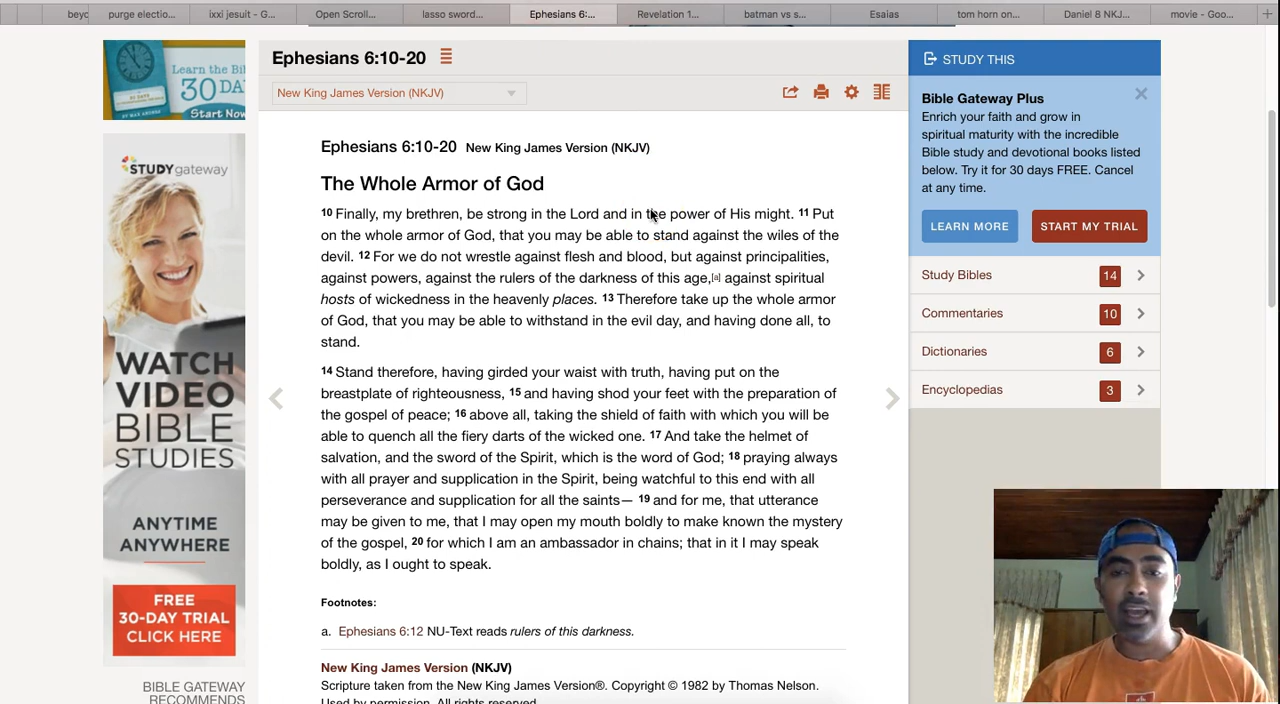 beyo
purge electio...
ixxi jesuit - G...
Open Scroll...
lasso sword...
Ephesians 6:...
Revelation 1...
batman vs s...
Esaias
tom horn on...
Daniel 8 NKJ...
movie - Goo...
Learn the Bib
30 DA
Start Now
STUDYgateway
WATCH
VIDEO
BIBLE
STUDIES
ANYTIME
ANYWHERE
FREE
30-DAY TRIAL
CLICK HERE
BIBLE GATEWAY
RECOMMENDS
Ephesians 6:10-20
New King James Version (NKJV)
Ephesians 6:10-20 New King James Version (NKJV)
The Whole Armor of God
10 Finally, my brethren, be strong in the Lord and in the power of His might. 11 Put
on the whole armor of God, that you may be able to stand against the wiles of the
devil. 12 For we do not wrestle against flesh and blood, but against principalities,
against powers, against the rulers of the darkness of this age,[a] against spiritual
hosts of wickedness in the heavenly places. 13 Therefore take up the whole armor
of God, that you may be able to withstand in the evil day, and having done all, to
stand.
14 Stand therefore, having girded your waist with truth, having put on the
breastplate of righteousness, 15 and having shod your feet with the preparation of
the gospel of peace; 16 above all, taking the shield of faith with which you will be
able to quench all the fiery darts of the wicked one. 17 And take the helmet of
salvation, and the sword of the Spirit, which is the word of God; 18 praying always
with all prayer and supplication in the Spirit, being watchful to this end with all
perseverance and supplication for all the saints— 19 and for me, that utterance
may be given to me, that I may open my mouth boldly to make known the mystery
of the gospel, 20 for which I am an ambassador in chains; that in it I may speak
boldly, as I ought to speak.
Footnotes:
a. Ephesians 6:12 NU-Text reads rulers of this darkness.
New King James Version (NKJV)
Scripture taken from the New King James Version®. Copyright © 1982 by Thomas Nelson.
Used by permission. All rights reserved.
STUDY THIS
Bible Gateway Plus
Enrich your faith and grow in
spiritual maturity with the incredible
Bible study and devotional books listed
below. Try it for 30 days FREE. Cancel
at any time.
LEARN MORE
START MY TRIAL
Study Bibles 14
Commentaries 10
Dictionaries 6
Encyclopedias 3